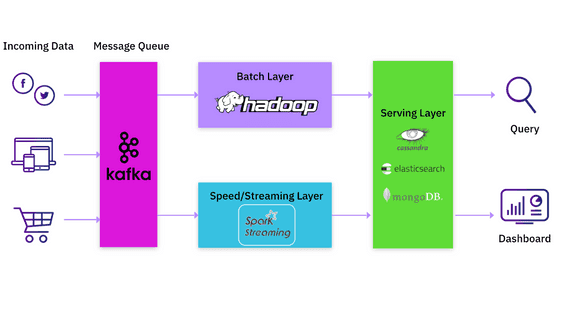 Incoming Data
Message Queue
Batch Layer
hadoop
Serving Layer
cassandra
Query
kafka
elasticsearch
Speed/Streaming Layer
mongoDB.
Spark
Streaming
Dashboard